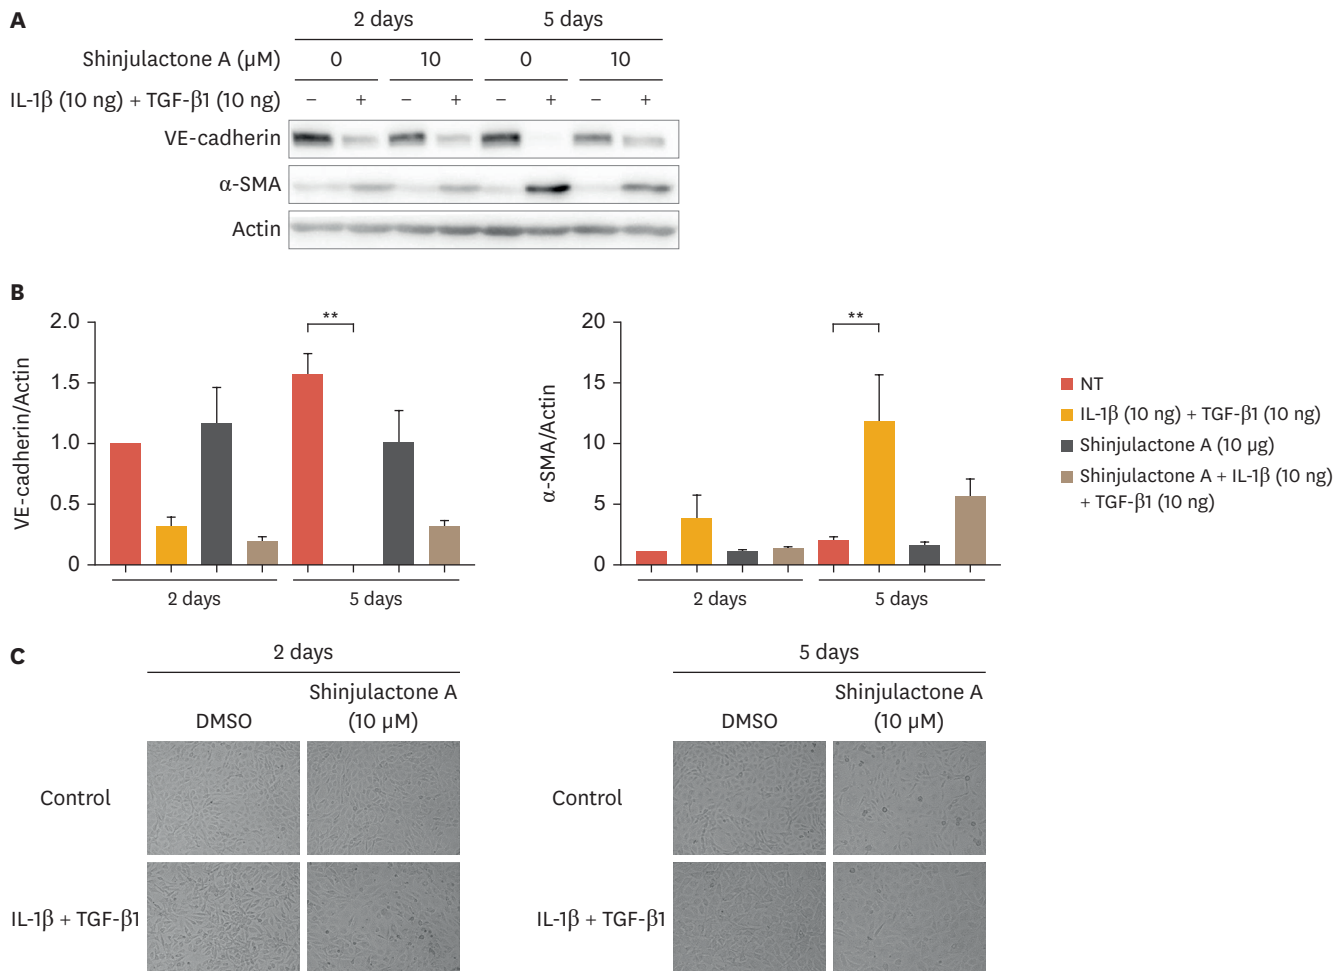 A
2 days 5 days
Shinjulactone A (µM) 0 10 0 10
IL-1β (10 ng) + TGF-β1 (10 ng) − + − + − + − +
VE-cadherin
α-SMA
Actin
B
VE-cadherin/Actin
2.0
1.5
1.0
0.5
0
**
2 days 5 days
α-SMA/Actin
20
15
10
5
0
**
2 days 5 days
NT
IL-1β (10 ng) + TGF-β1 (10 ng)
Shinjulactone A (10 µg)
Shinjulactone A + IL-1β (10 ng)
+ TGF-β1 (10 ng)
C
2 days
Shinjulactone A
DMSO (10 µM)
Control
IL-1β + TGF-β1
5 days
Shinjulactone A
DMSO (10 µM)
Control
IL-1β + TGF-β1